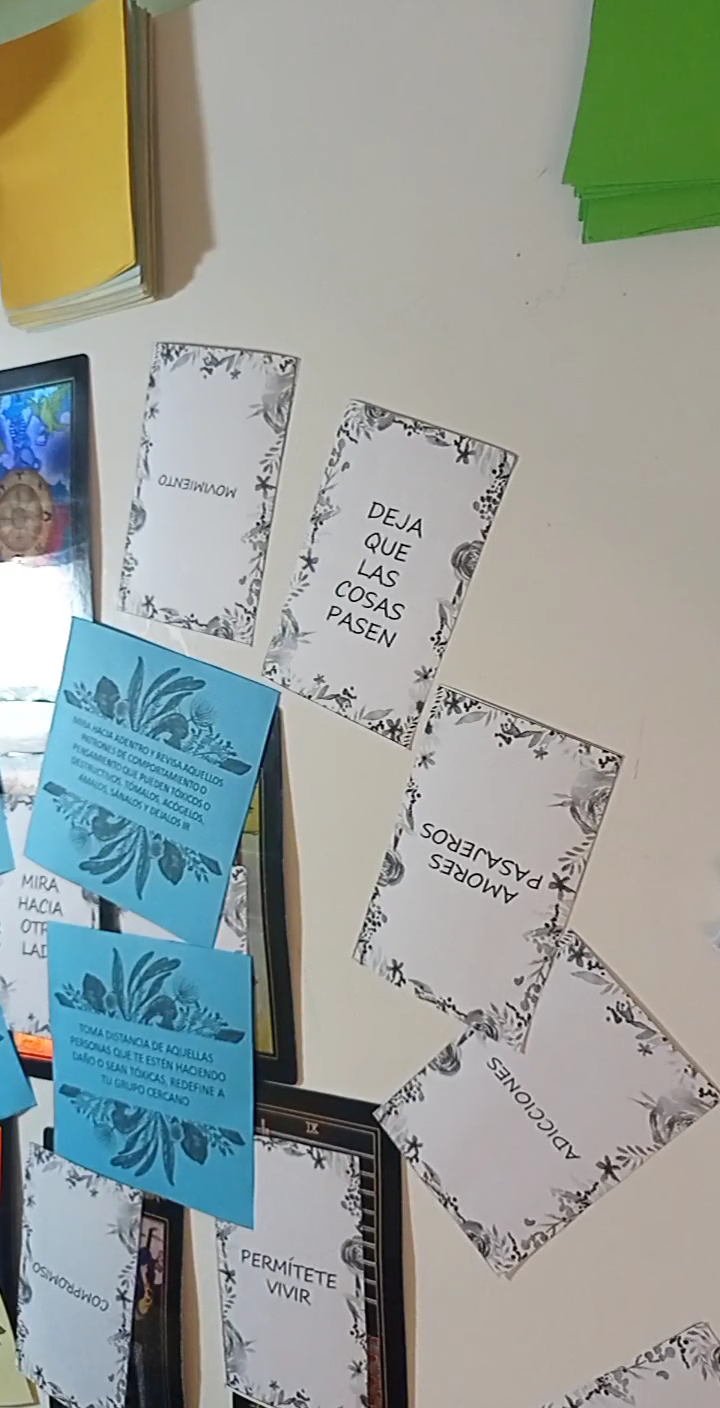 MOVIMIENTO
DEJA
QUE
LAS
COSAS
PASEN
MIRA HACIA ADENTRO Y REVISA AQUELLOS
PATRONES DE COMPORTAMIENTO O
PENSAMIENTO QUE PUEDEN TÓXICOS O
DESTRUCTIVOS, TÓMALOS, ACÓGELOS,
ÁMALOS, SÁNALOS Y DEJALOS IR
AMORES
PASAJEROS
MIRA
HACIA
TOMA DISTANCIA DE AQUELLAS
PERSONAS QUE TE ESTÉN HACIENDO
DAÑO O SEAN TÓXICAS, REDEFINE A
TU GRUPO CERCANO
ADICCIONES
IX
COMPROMISO
PERMÍTETE
VIVIR